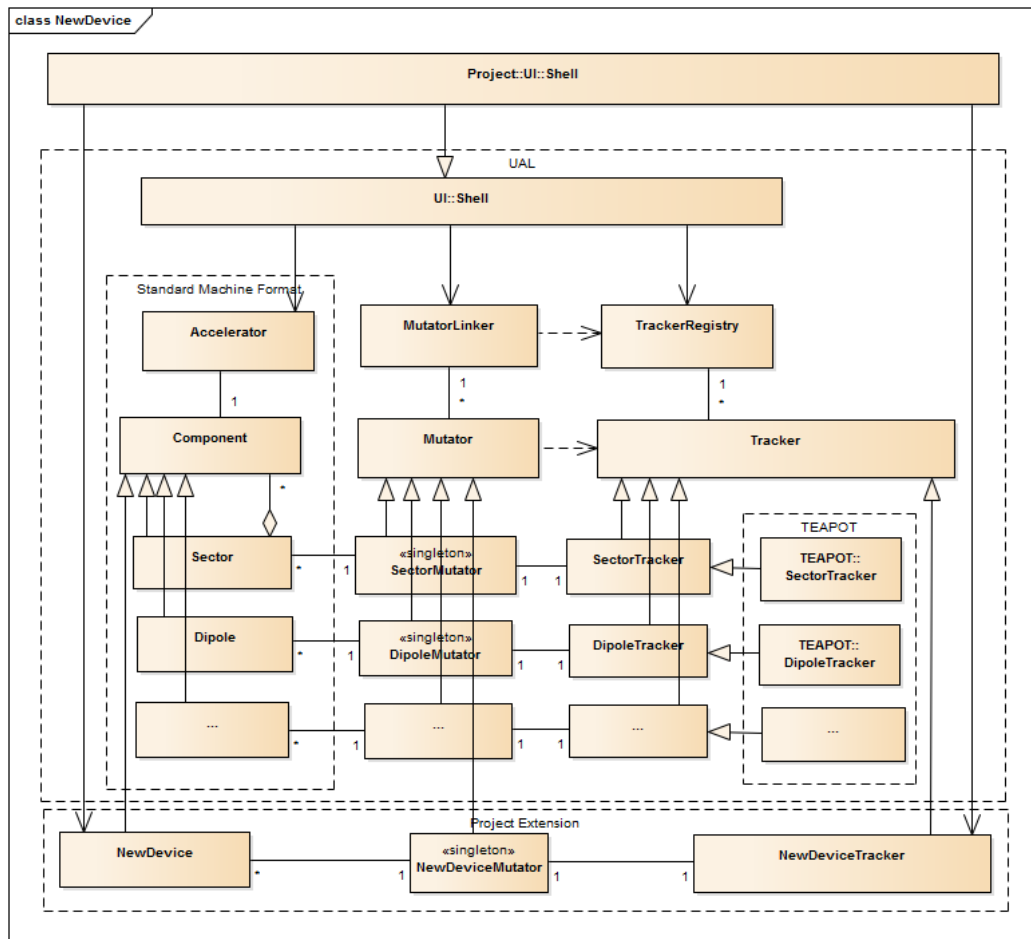 class NewDevice
Project::UI::Shell
UAL
UI::Shell
Standard Machine Format
Accelerator
MutatorLinker
TrackerRegistry
1
1
1
*
*
Component
Mutator
Tracker
*
TEAPOT
Sector
«singleton»
SectorMutator
SectorTracker
TEAPOT::
SectorTracker
*
1
1
1
Dipole
«singleton»
DipoleMutator
DipoleTracker
TEAPOT::
DipoleTracker
*
1
1
1
...
...
...
...
*
1
1
1
Project Extension
NewDevice
«singleton»
NewDeviceMutator
NewDeviceTracker
*
1
1
1